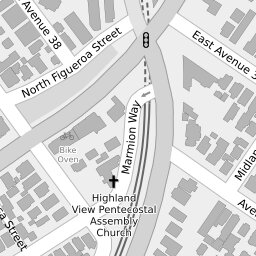 Avenue 38
North Figueroa Street
East Avenue 3
Marmion Way
Bike
Oven
Highland
View Pentecostal
Assembly
Church
Midlan
Ave
a Street